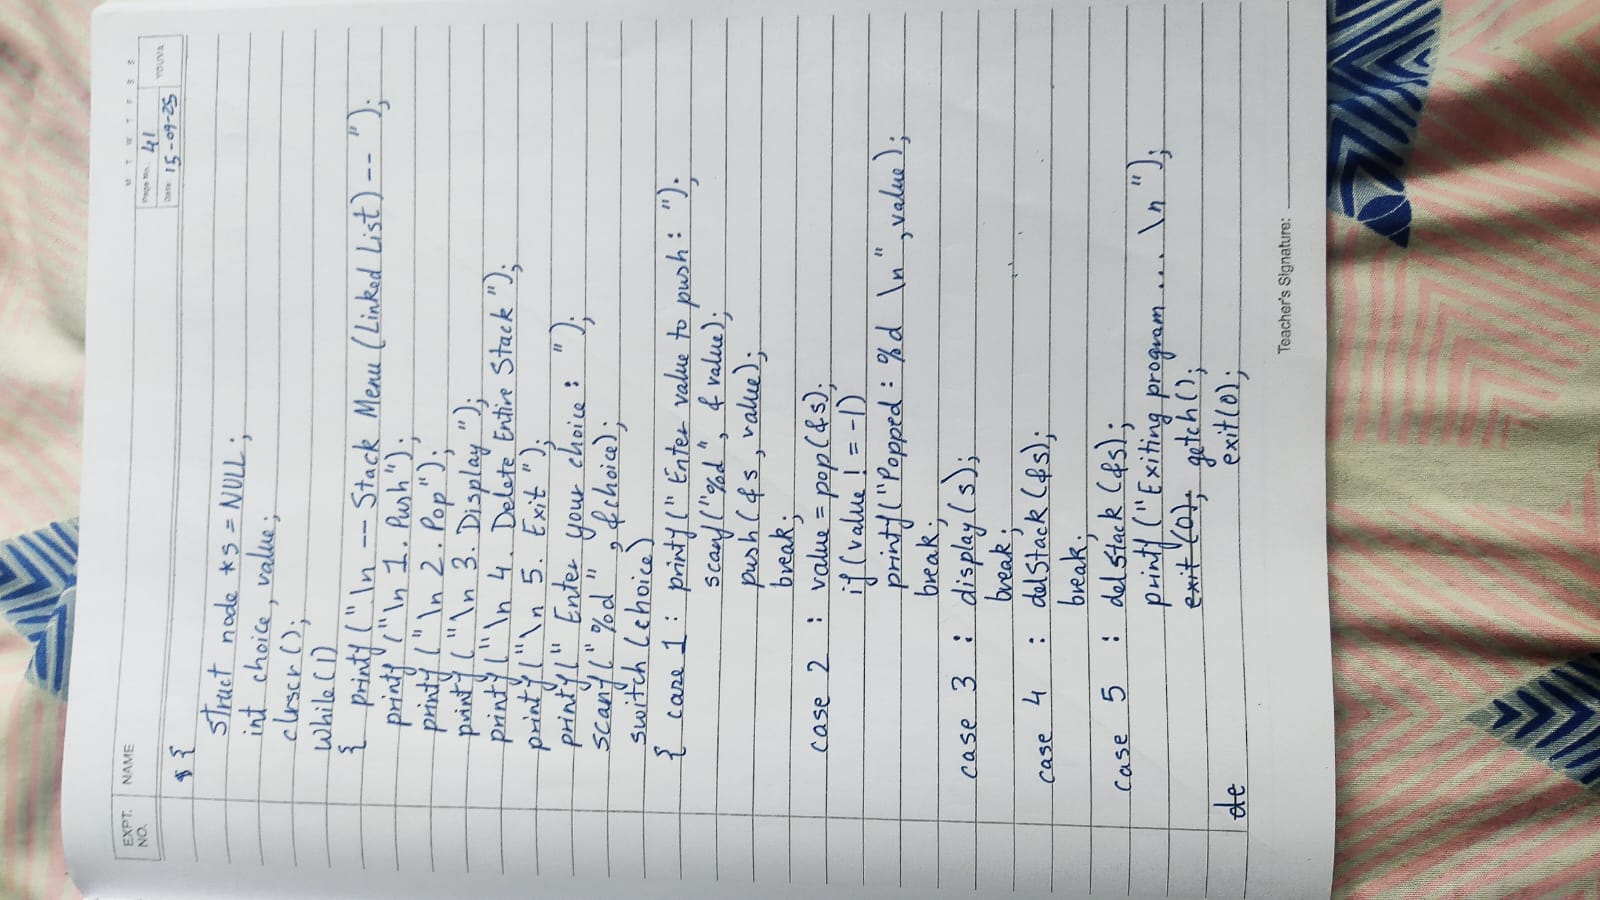 EXPT. NO.
NAME
M T W T F S S
Page No.: 41
Date: 15-09-25
YOUVA
{
struct node *s = NULL;
int choice, value;
clrscr();
while(1)
{ printf("\n -- Stack Menu (Linked List) -- ");
printf ("\n 1. Push");
printf ("\n 2. Pop");
printf ("\n 3. Display ");
printf("\n 4. Delete Entire Stack ");
printf("\n 5. Exit ");
printf(" Enter your choice : ");
scanf("%d ", &choice);
switch (choice)
{ case 1 : printf(" Enter value to push : ");
scanf("%d ", & value);
push(&s, value);
break;
case 2 : value = pop(&s);
if(value ! = -1)
printf("Popped : %d \n", value);
break;
case 3 : display(s);
break;
case 4 : delStack(&s);
break;
case 5 : delStack(&s);
printf ("Exiting program ... \n ");
exit (0); getch();
de exit(0);
Teacher's Signature: